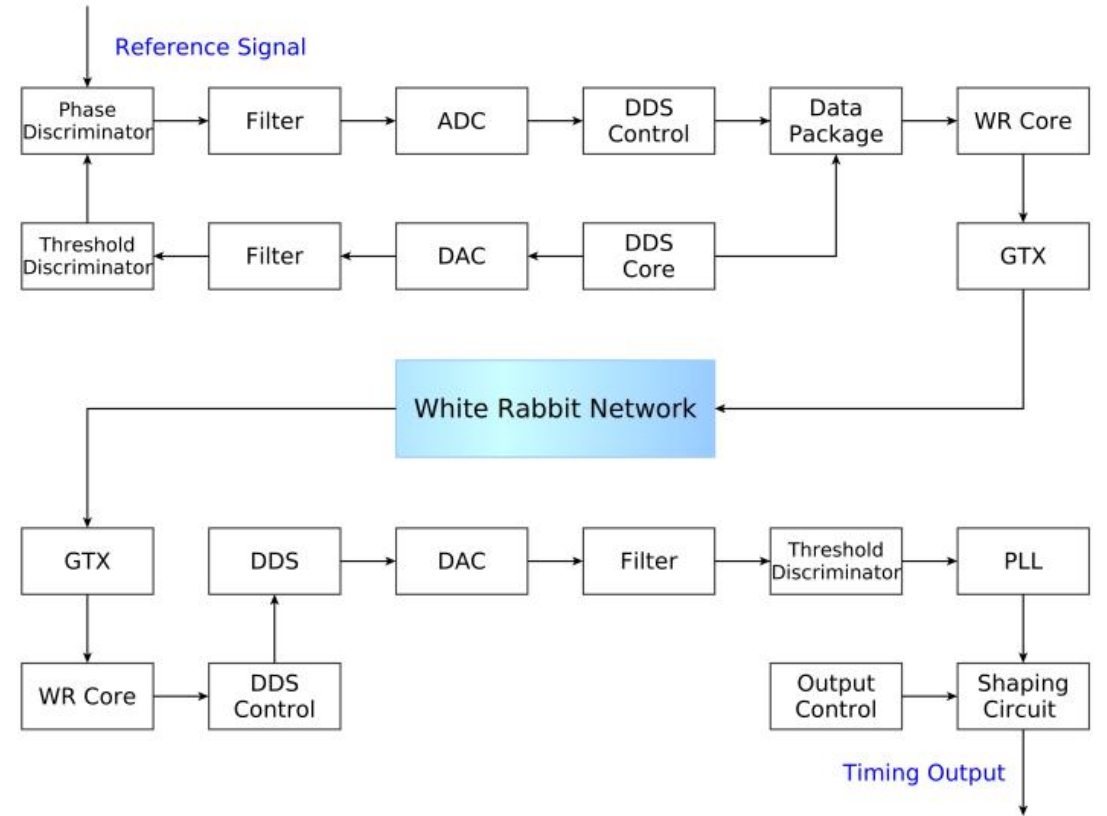 Reference Signal
Phase
Discriminator
Filter
ADC
DDS
Control
Data
Package
WR Core
Threshold
Discriminator
Filter
DAC
DDS
Core
GTX
White Rabbit Network
GTX
DDS
DAC
Filter
Threshold
Discriminator
PLL
WR Core
DDS
Control
Output
Control
Shaping
Circuit
Timing Output